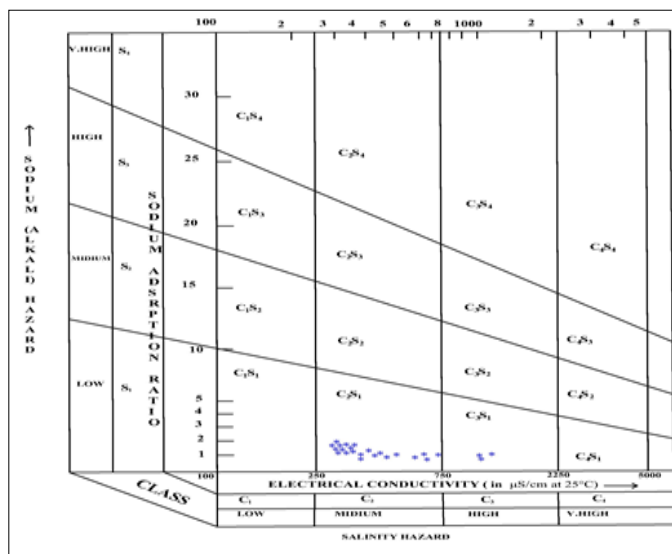 100 2 3 4 5 6 7 8 1000 2 3 4 5
V.HIGH S₄
30
C₁S₄
HIGH
C₂S₄
S₃ 25
C₁S₃ C₃S₄
20
C₂S₃ C₄S₄
MIDIUM S₂
15
C₁S₂ C₃S₃
C₂S₂ C₄S₃
10
C₁S₁ C₃S₂
LOW S₁ C₂S₁ C₄S₂
5
4 C₃S₁
3
2
1 C₄S₁
SODIUM (ALKALI) HAZARD
SODIUM ADSRPTION RATIO
100 250 750 2250 5000
ELECTRICAL CONDUCTIVITY ( in μS/cm at 25°C)
CLASS
C₁ C₂ C₃ C₄
LOW MIDIUM HIGH V.HIGH
SALINITY HAZARD